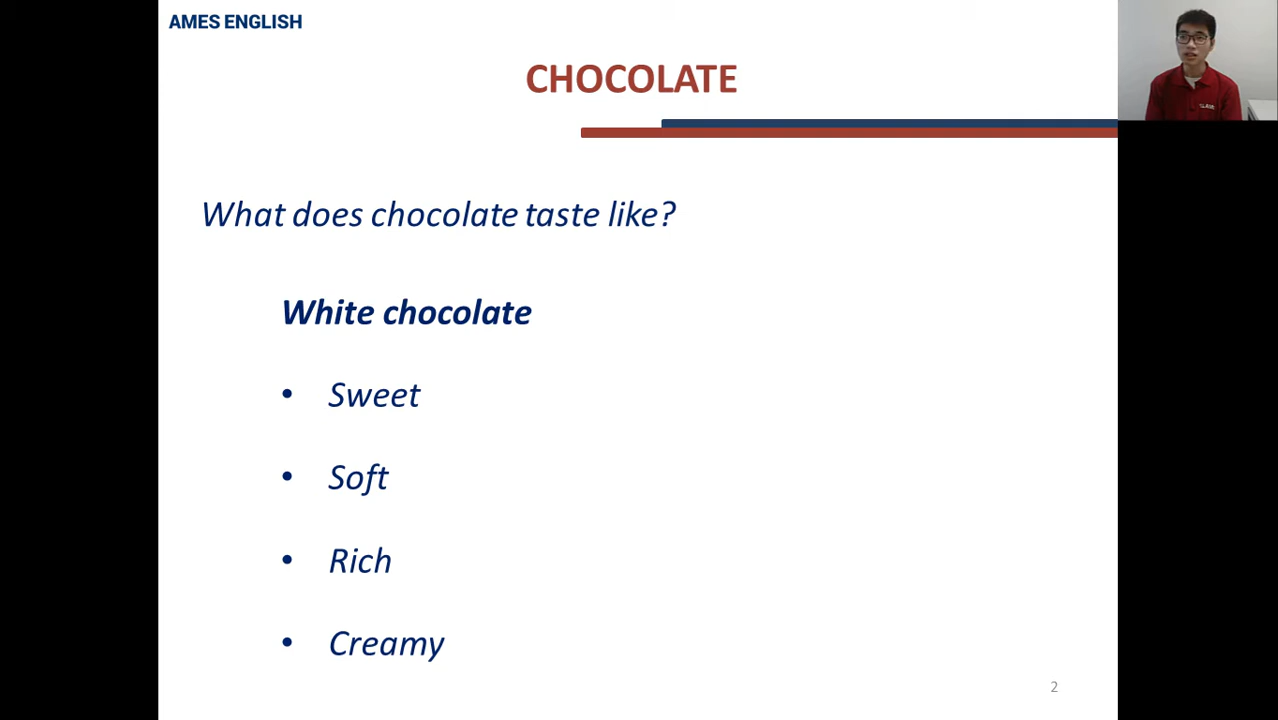 AMES ENGLISH
CHOCOLATE
What does chocolate taste like?
White chocolate
• Sweet
• Soft
• Rich
• Creamy
2